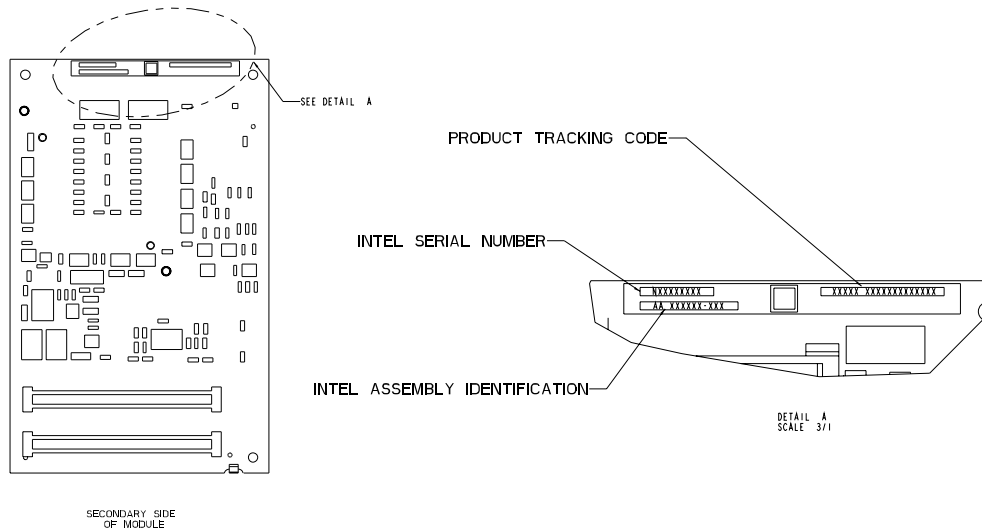 SEE DETAIL A
PRODUCT TRACKING CODE
INTEL SERIAL NUMBER
NXXXXXXXX
XXXXX XXXXXXXXXXXXX
AA XXXXXX-XXX
INTEL ASSEMBLY IDENTIFICATION
DETAIL A
SCALE 3/1
SECONDARY SIDE
OF MODULE